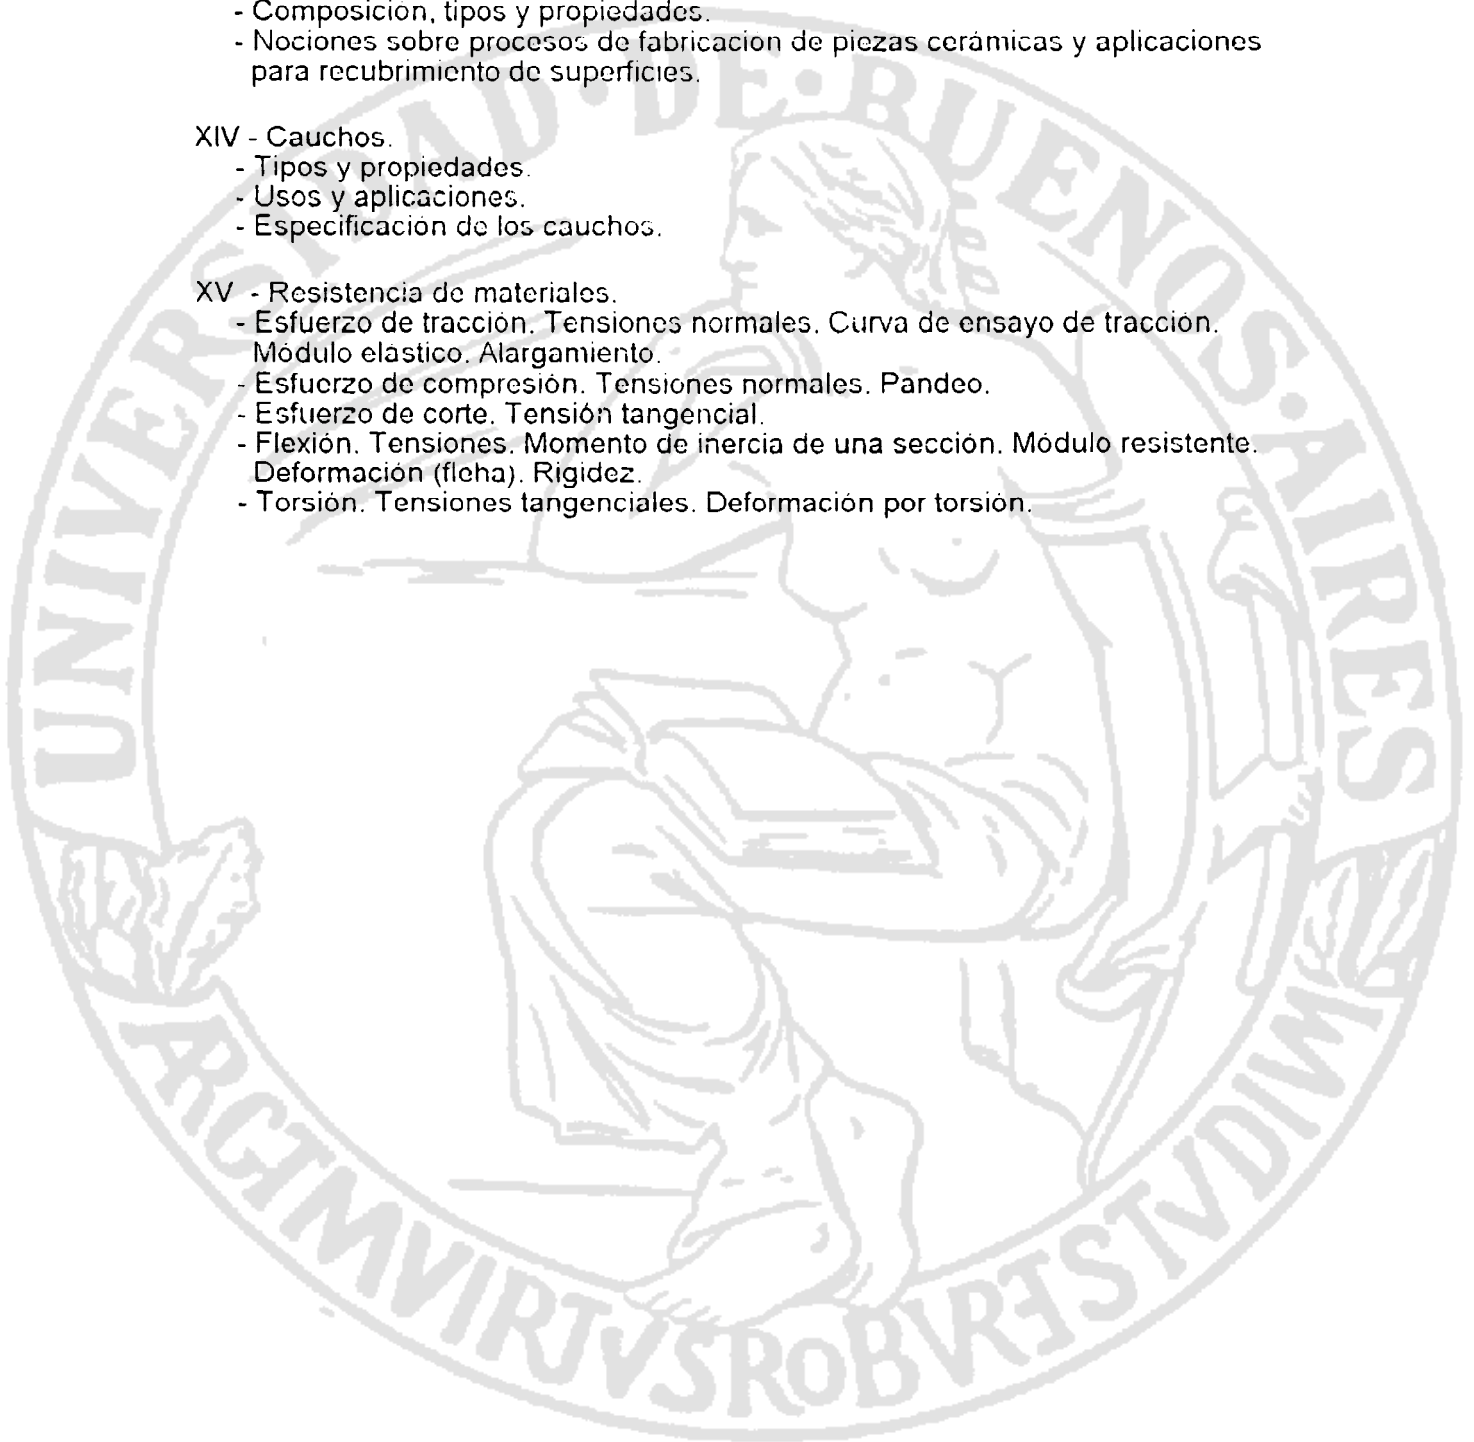 - Composición, tipos y propiedades.
- Nociones sobre procesos de fabricación de piezas cerámicas y aplicaciones
para recubrimiento de superficies.
XIV - Cauchos.
- Tipos y propiedades.
- Usos y aplicaciones.
- Especificación de los cauchos.
XV - Resistencia de materiales.
- Esfuerzo de tracción. Tensiones normales. Curva de ensayo de tracción.
Módulo elástico. Alargamiento.
- Esfuerzo de compresión. Tensiones normales. Pandeo.
- Esfuerzo de corte. Tensión tangencial.
- Flexión. Tensiones. Momento de inercia de una sección. Módulo resistente.
Deformación (fleha). Rigidez.
- Torsión. Tensiones tangenciales. Deformación por torsión.
UNIVERSIDAD·DE·BUENOS·AIRES
ARGTMVIRTVSROBVRETSTVDIVM